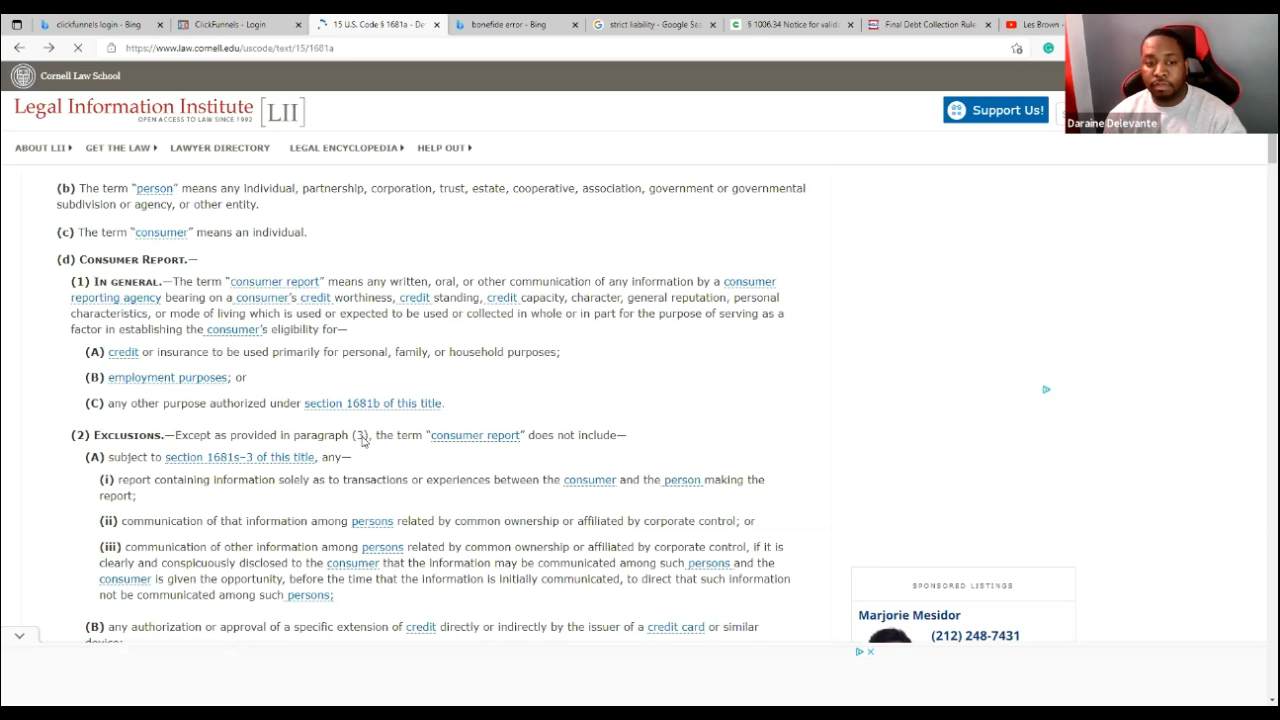 clickfunnels login - Bing
ClickFunnels - Login
15 U.S. Code § 1681a - De
bonefide error - Bing
strict liability - Google Se
§ 1006.34 Notice for valid
Final Debt Collection Rule
Les Brown -
https://www.law.cornell.edu/uscode/text/15/1681a
Daraine Delevante
Cornell Law School
Legal Information Institute [LII]
OPEN ACCESS TO LAW SINCE 1992
Support Us!
ABOUT LII GET THE LAW LAWYER DIRECTORY LEGAL ENCYCLOPEDIA HELP OUT
(b) The term “person” means any individual, partnership, corporation, trust, estate, cooperative, association, government or governmental
subdivision or agency, or other entity.
(c) The term “consumer” means an individual.
(d) CONSUMER REPORT.—
(1) IN GENERAL.—The term “consumer report” means any written, oral, or other communication of any information by a consumer
reporting agency bearing on a consumer’s credit worthiness, credit standing, credit capacity, character, general reputation, personal
characteristics, or mode of living which is used or expected to be used or collected in whole or in part for the purpose of serving as a
factor in establishing the consumer’s eligibility for—
(A) credit or insurance to be used primarily for personal, family, or household purposes;
(B) employment purposes; or
(C) any other purpose authorized under section 1681b of this title.
(2) EXCLUSIONS.—Except as provided in paragraph (3), the term “consumer report” does not include—
(A) subject to section 1681s–3 of this title, any—
(i) report containing information solely as to transactions or experiences between the consumer and the person making the
report;
(ii) communication of that information among persons related by common ownership or affiliated by corporate control; or
(iii) communication of other information among persons related by common ownership or affiliated by corporate control, if it is
clearly and conspicuously disclosed to the consumer that the information may be communicated among such persons and the
consumer is given the opportunity, before the time that the information is initially communicated, to direct that such information
not be communicated among such persons;
(B) any authorization or approval of a specific extension of credit directly or indirectly by the issuer of a credit card or similar
device;
SPONSORED LISTINGS
Marjorie Mesidor
(212) 248-7431